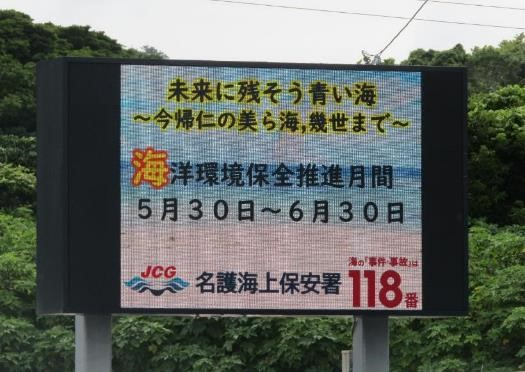 未来に残そう青い海
～今帰仁の美ら海,幾世まで～
海洋環境保全推進月間
5月30日～6月30日
JCG 名護海上保安署
海の「事件・事故」は
118番